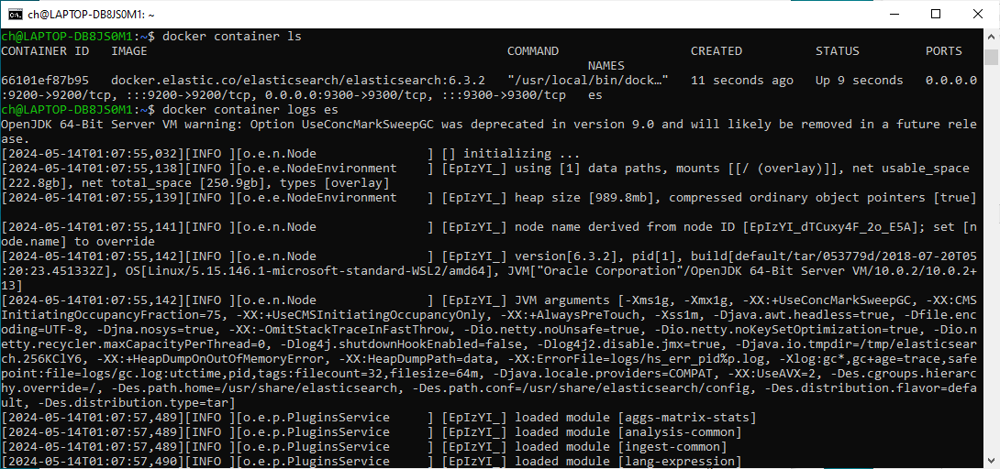 ch@LAPTOP-DB8JS0M1: ~
ch@LAPTOP-DB8JS0M1:~$ docker container ls
CONTAINER ID   IMAGE                                                 COMMAND                  CREATED          STATUS         PORTS
NAMES
66101ef87b95   docker.elastic.co/elasticsearch/elasticsearch:6.3.2   "/usr/local/bin/dock…"   11 seconds ago   Up 9 seconds   0.0.0.0
:9200->9200/tcp, :::9200->9200/tcp, 0.0.0.0:9300->9300/tcp, :::9300->9300/tcp   es
ch@LAPTOP-DB8JS0M1:~$ docker container logs es
OpenJDK 64-Bit Server VM warning: Option UseConcMarkSweepGC was deprecated in version 9.0 and will likely be removed in a future rele
ase.
[2024-05-14T01:07:55,032][INFO ][o.e.n.Node               ] [] initializing ...
[2024-05-14T01:07:55,138][INFO ][o.e.e.NodeEnvironment    ] [EpIzYI_] using [1] data paths, mounts [[/ (overlay)]], net usable_space
[222.8gb], net total_space [250.9gb], types [overlay]
[2024-05-14T01:07:55,139][INFO ][o.e.e.NodeEnvironment    ] [EpIzYI_] heap size [989.8mb], compressed ordinary object pointers [true]
[2024-05-14T01:07:55,141][INFO ][o.e.n.Node               ] [EpIzYI_] node name derived from node ID [EpIzYI_dTCuxy4F_2o_E5A]; set [n
ode.name] to override
[2024-05-14T01:07:55,142][INFO ][o.e.n.Node               ] [EpIzYI_] version[6.3.2], pid[1], build[default/tar/053779d/2018-07-20T05
:20:23.451332Z], OS[Linux/5.15.146.1-microsoft-standard-WSL2/amd64], JVM["Oracle Corporation"/OpenJDK 64-Bit Server VM/10.0.2/10.0.2+
13]
[2024-05-14T01:07:55,142][INFO ][o.e.n.Node               ] [EpIzYI_] JVM arguments [-Xms1g, -Xmx1g, -XX:+UseConcMarkSweepGC, -XX:CMS
InitiatingOccupancyFraction=75, -XX:+UseCMSInitiatingOccupancyOnly, -XX:+AlwaysPreTouch, -Xss1m, -Djava.awt.headless=true, -Dfile.enc
oding=UTF-8, -Djna.nosys=true, -XX:-OmitStackTraceInFastThrow, -Dio.netty.noUnsafe=true, -Dio.netty.noKeySetOptimization=true, -Dio.n
etty.recycler.maxCapacityPerThread=0, -Dlog4j.shutdownHookEnabled=false, -Dlog4j2.disable.jmx=true, -Djava.io.tmpdir=/tmp/elasticsear
ch.256KClY6, -XX:+HeapDumpOnOutOfMemoryError, -XX:HeapDumpPath=data, -XX:ErrorFile=logs/hs_err_pid%p.log, -Xlog:gc*,gc+age=trace,safe
point:file=logs/gc.log:utctime,pid,tags:filecount=32,filesize=64m, -Djava.locale.providers=COMPAT, -XX:UseAVX=2, -Des.cgroups.hierarc
hy.override=/, -Des.path.home=/usr/share/elasticsearch, -Des.path.conf=/usr/share/elasticsearch/config, -Des.distribution.flavor=defa
ult, -Des.distribution.type=tar]
[2024-05-14T01:07:57,489][INFO ][o.e.p.PluginsService     ] [EpIzYI_] loaded module [aggs-matrix-stats]
[2024-05-14T01:07:57,489][INFO ][o.e.p.PluginsService     ] [EpIzYI_] loaded module [analysis-common]
[2024-05-14T01:07:57,489][INFO ][o.e.p.PluginsService     ] [EpIzYI_] loaded module [ingest-common]
[2024-05-14T01:07:57,490][INFO ][o.e.p.PluginsService     ] [EpIzYI_] loaded module [lang-expression]